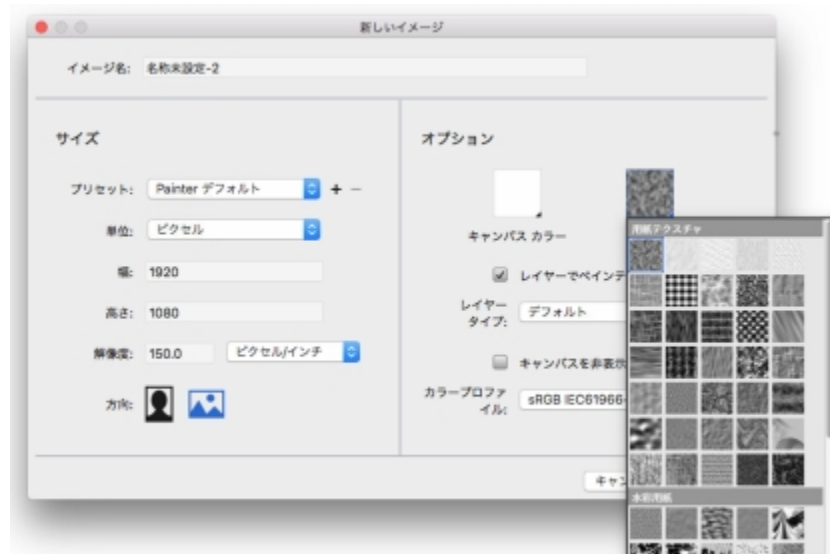 新しいイメージ
イメージ名: 名称未設定-2
サイズ
プリセット: Painter デフォルト + −
単位: ピクセル
幅: 1920
高さ: 1080
解像度: 150.0 ピクセル/インチ
方向:
オプション
キャンバス カラー
レイヤーでペインテ
レイヤー
タイプ: デフォルト
キャンバスを非表示
カラープロファ
イル: sRGB IEC61966-
キャン
用紙テクスチャ
水彩用紙